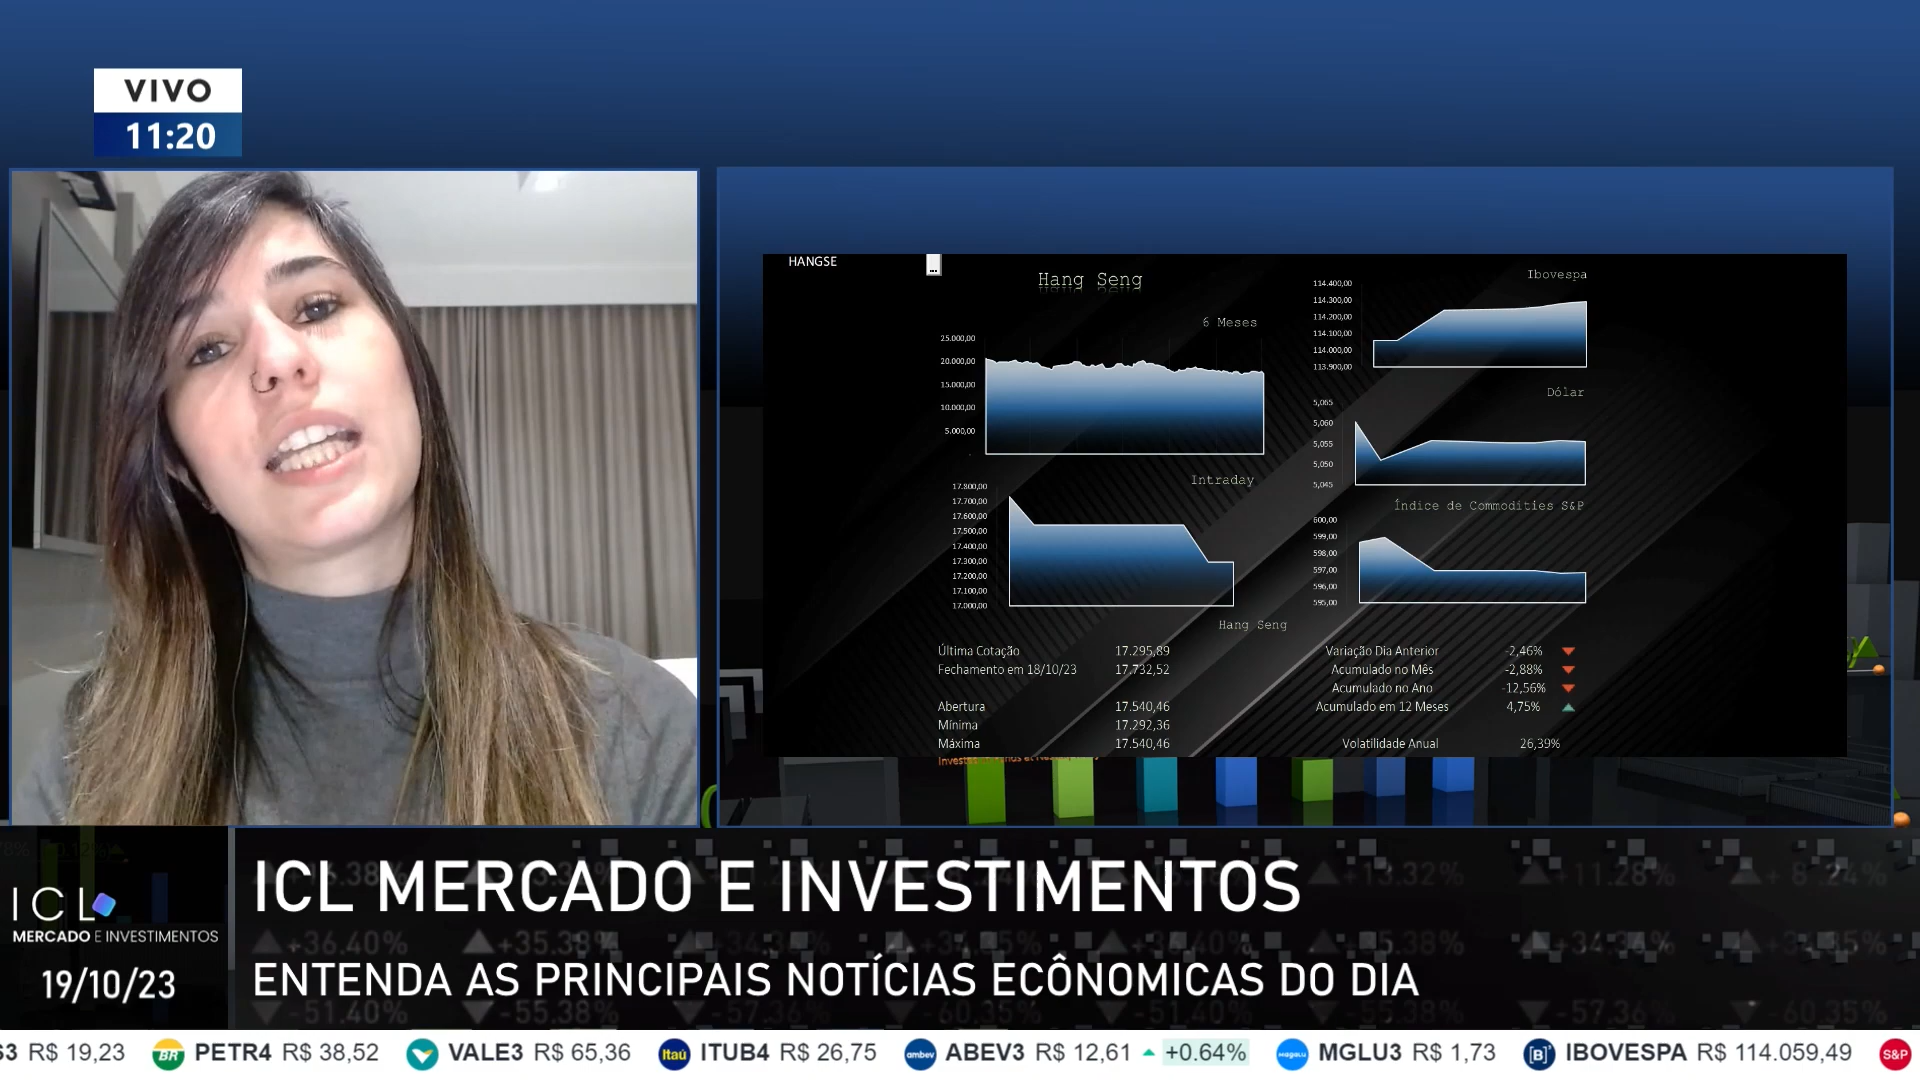 VIVO
11:20
HANGSE
...
Hang Seng
6 Meses
25.000,00
20.000,00
15.000,00
10.000,00
5.000,00
-
Intraday
17.800,00
17.700,00
17.600,00
17.500,00
17.400,00
17.300,00
17.200,00
17.100,00
17.000,00
Ibovespa
114.400,00
114.300,00
114.200,00
114.100,00
114.000,00
113.900,00
Dólar
5,065
5,060
5,055
5,050
5,045
Índice de Commodities S&P
600,00
599,00
598,00
597,00
596,00
595,00
Hang Seng
Última Cotação 17.295,89
Fechamento em 18/10/23 17.732,52
Abertura 17.540,46
Mínima 17.292,36
Máxima 17.540,46
Variação Dia Anterior -2,46%
Acumulado no Mês -2,88%
Acumulado no Ano -12,56%
Acumulado em 12 Meses 4,75%
Volatilidade Anual 26,39%
ICL
MERCADO E INVESTIMENTOS
19/10/23
ICL MERCADO E INVESTIMENTOS
ENTENDA AS PRINCIPAIS NOTÍCIAS ECÔNOMICAS DO DIA
S3 R$ 19,23 BR PETR4 R$ 38,52 VALE3 R$ 65,36 Itaú ITUB4 R$ 26,75 ambev ABEV3 R$ 12,61 +0.64% Magalu MGLU3 R$ 1,73 [B]³ IBOVESPA R$ 114.059,49 S&P